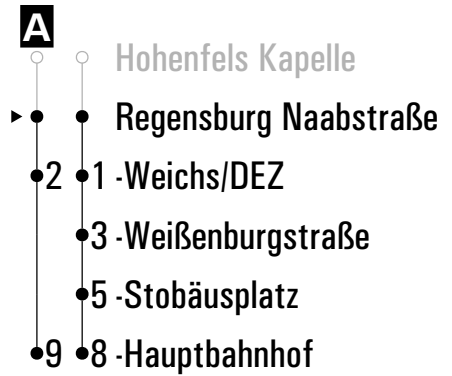 A
Hohenfels Kapelle
Regensburg Naabstraße
2 1 -Weichs/DEZ
3 -Weißenburgstraße
5 -Stobäusplatz
9 8 -Hauptbahnhof